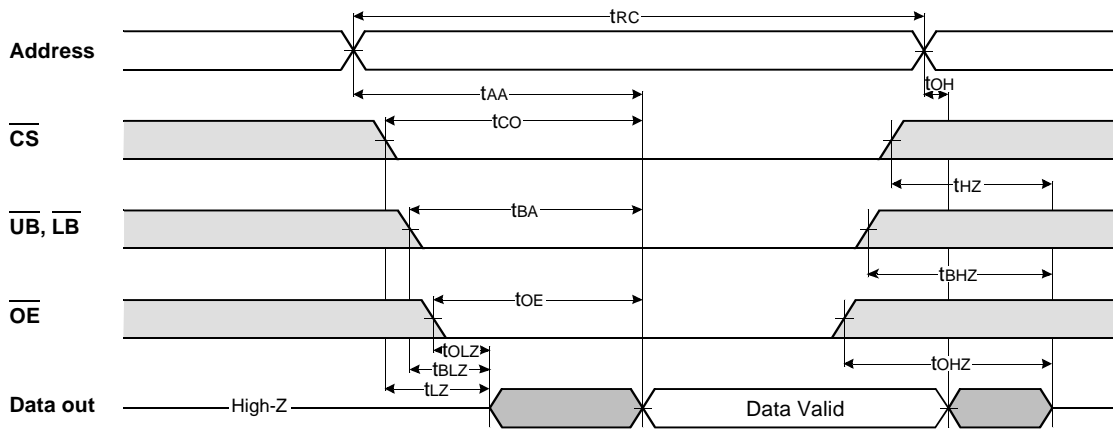 tRC
Address
tAA
tOH
CS
tCO
tHZ
UB, LB
tBA
tBHZ
OE
tOE
tOLZ
tBLZ
tOHZ
tLZ
Data out
High-Z
Data Valid